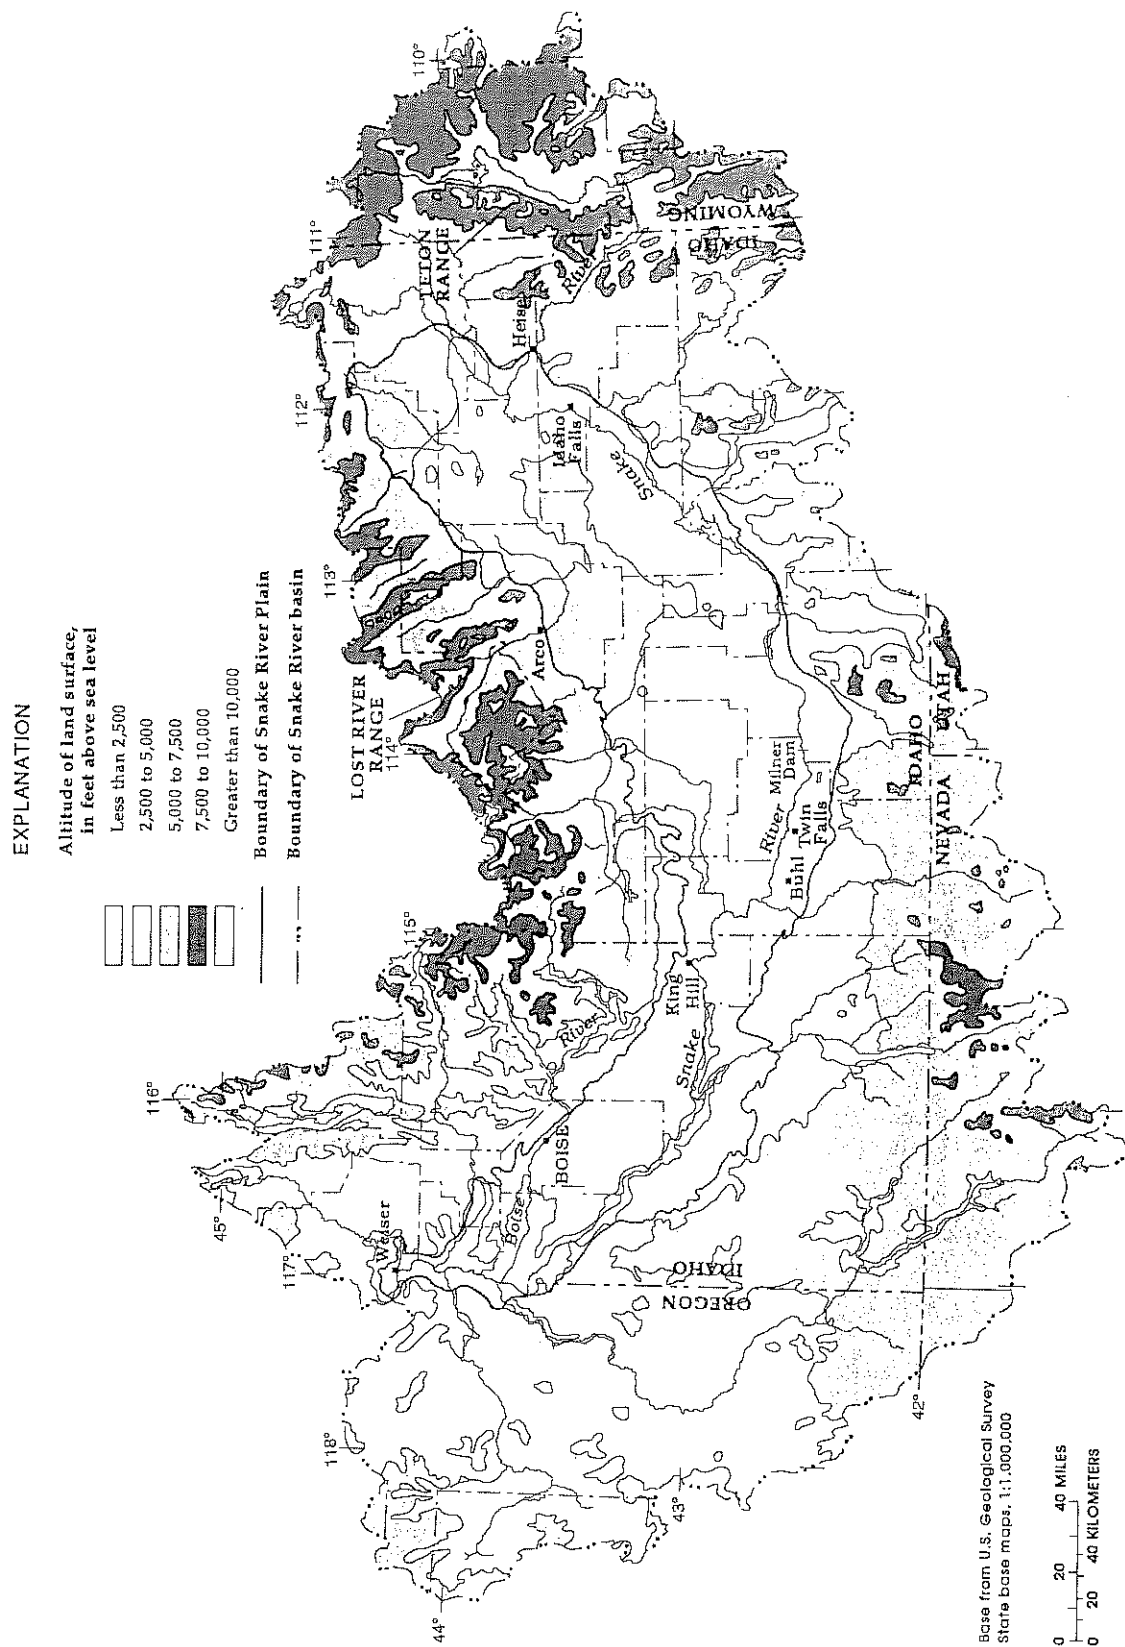 EXPLANATION
Altitude of land surface,
in feet above sea level
Less than 2,500
2,500 to 5,000
5,000 to 7,500
7,500 to 10,000
Greater than 10,000
Boundary of Snake River Plain
Boundary of Snake River basin
116°
45°
117°
118°
44°
115°
114°
113°
112°
111°
110°
43°
42°
LOST RIVER
RANGE
TETON
RANGE
Weiser
Boise
River
BOISE
Snake
King
Hill
Buhl
Twin
Falls
River
Milner
Dam
Arco
Idaho
Falls
Snake
Heise
River
OREGON
IDAHO
IDAHO
NEVADA
UTAH
IDAHO
WYOMING
Base from U.S. Geological Survey
State base maps, 1:1,000,000
0 20 40 MILES
0 20 40 KILOMETERS